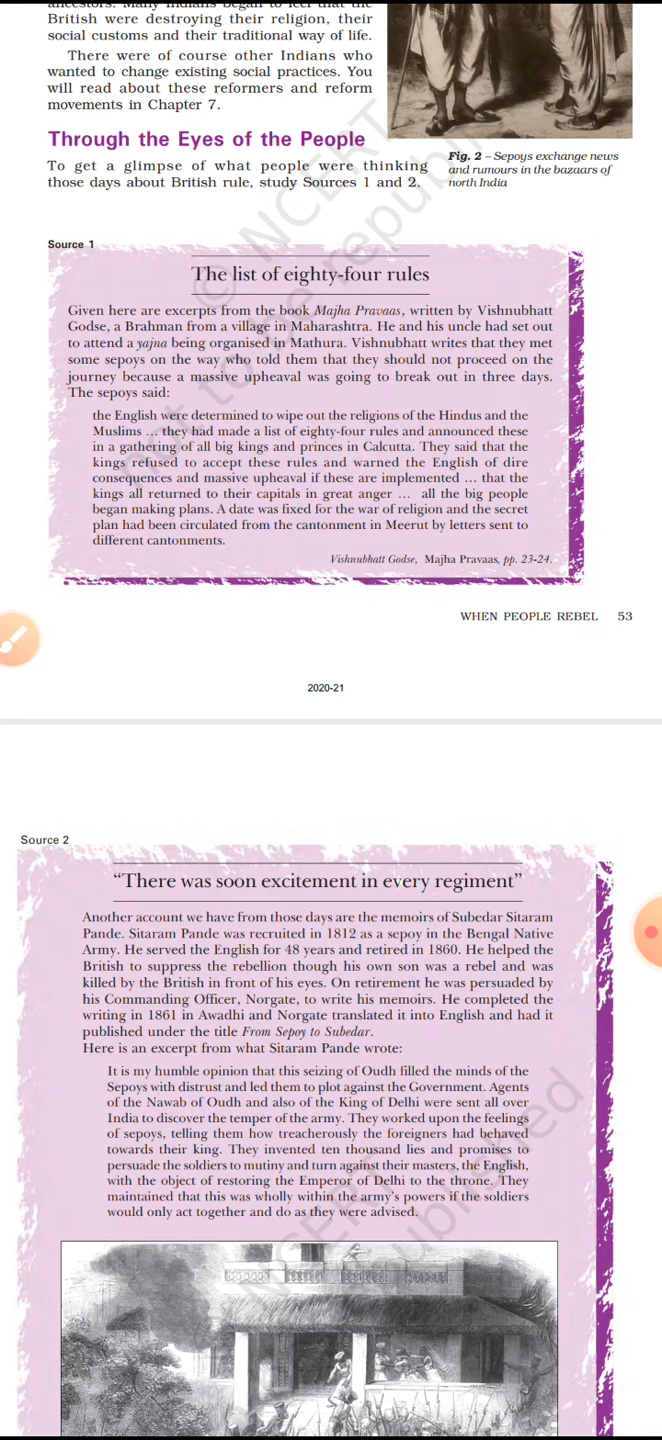 ancestors. Many Indians began to feel that the
British were destroying their religion, their
social customs and their traditional way of life.
There were of course other Indians who
wanted to change existing social practices. You
will read about these reformers and reform
movements in Chapter 7.
Through the Eyes of the People
To get a glimpse of what people were thinking
those days about British rule, study Sources 1 and 2.
Fig. 2 – Sepoys exchange news
and rumours in the bazaars of
north India
Source 1
The list of eighty-four rules
Given here are excerpts from the book Majha Pravaas, written by Vishnubhatt
Godse, a Brahman from a village in Maharashtra. He and his uncle had set out
to attend a yajna being organised in Mathura. Vishnubhatt writes that they met
some sepoys on the way who told them that they should not proceed on the
journey because a massive upheaval was going to break out in three days.
The sepoys said:
the English were determined to wipe out the religions of the Hindus and the
Muslims … they had made a list of eighty-four rules and announced these
in a gathering of all big kings and princes in Calcutta. They said that the
kings refused to accept these rules and warned the English of dire
consequences and massive upheaval if these are implemented … that the
kings all returned to their capitals in great anger … all the big people
began making plans. A date was fixed for the war of religion and the secret
plan had been circulated from the cantonment in Meerut by letters sent to
different cantonments.
Vishnubhatt Godse, Majha Pravaas, pp. 23-24.
© NCERT
not to be republi
WHEN PEOPLE REBEL 53
2020-21
Source 2
“There was soon excitement in every regiment”
Another account we have from those days are the memoirs of Subedar Sitaram
Pande. Sitaram Pande was recruited in 1812 as a sepoy in the Bengal Native
Army. He served the English for 48 years and retired in 1860. He helped the
British to suppress the rebellion though his own son was a rebel and was
killed by the British in front of his eyes. On retirement he was persuaded by
his Commanding Officer, Norgate, to write his memoirs. He completed the
writing in 1861 in Awadhi and Norgate translated it into English and had it
published under the title From Sepoy to Subedar.
Here is an excerpt from what Sitaram Pande wrote:
It is my humble opinion that this seizing of Oudh filled the minds of the
Sepoys with distrust and led them to plot against the Government. Agents
of the Nawab of Oudh and also of the King of Delhi were sent all over
India to discover the temper of the army. They worked upon the feelings
of sepoys, telling them how treacherously the foreigners had behaved
towards their king. They invented ten thousand lies and promises to
persuade the soldiers to mutiny and turn against their masters, the English,
with the object of restoring the Emperor of Delhi to the throne. They
maintained that this was wholly within the army’s powers if the soldiers
would only act together and do as they were advised.
NCERT
ublished